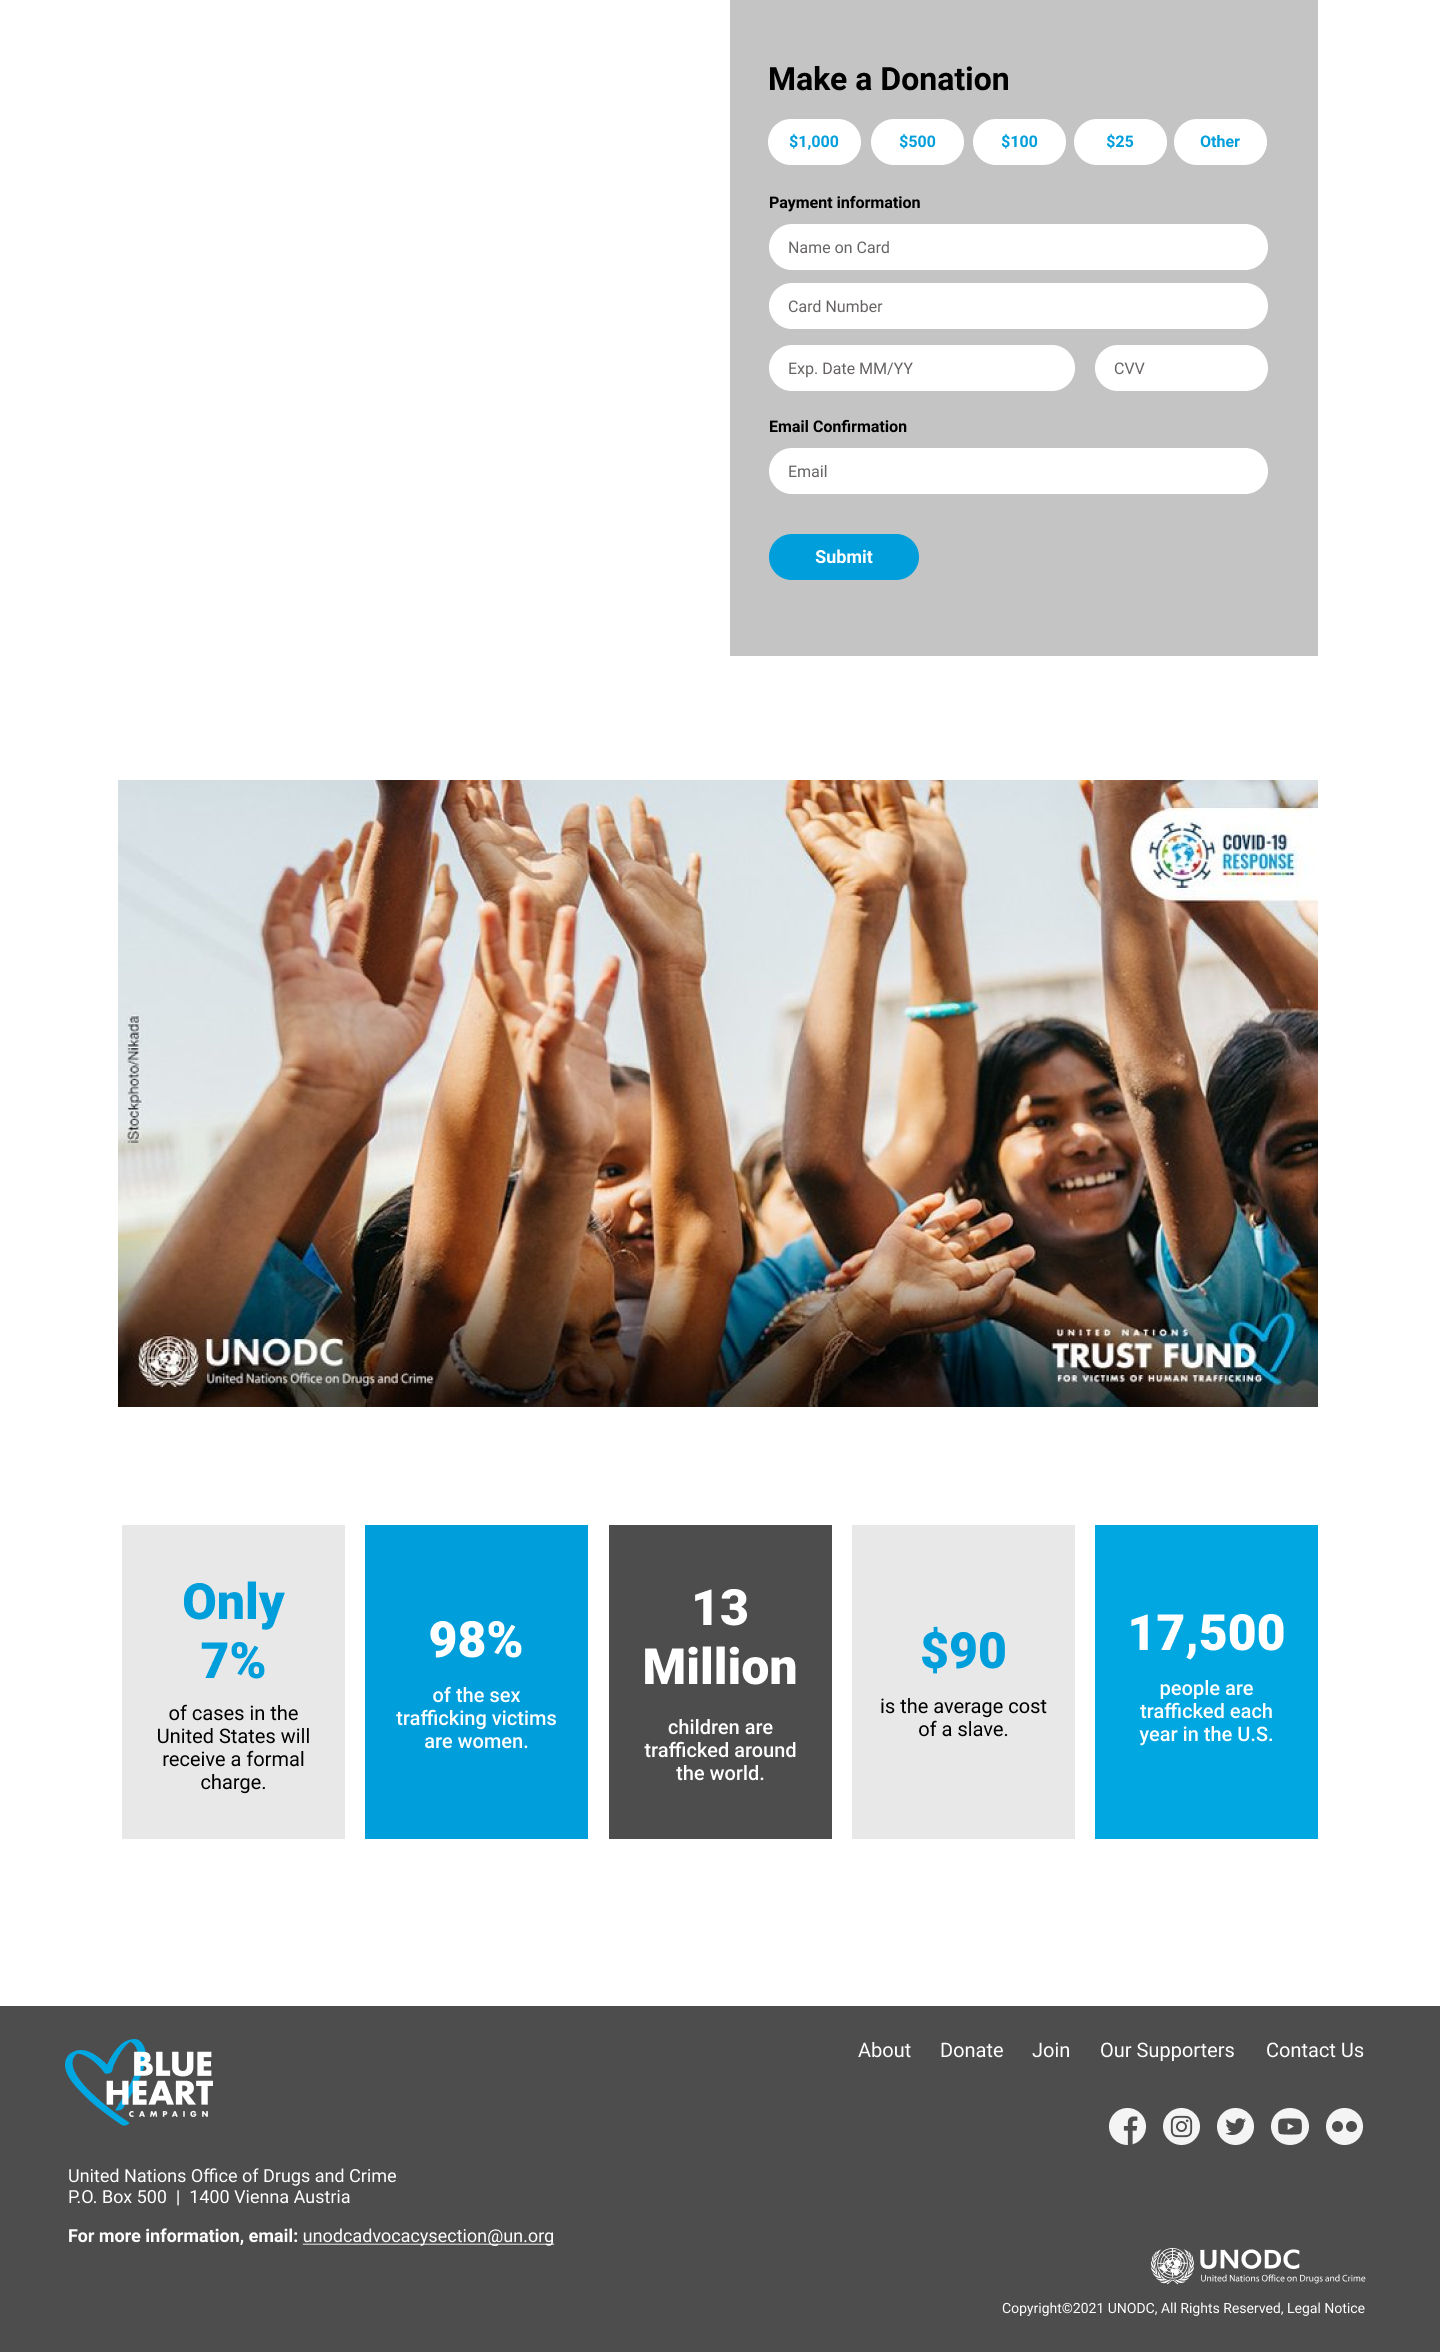 Make a Donation
$1,000 $500 $100 $25 Other
Payment information
Name on Card
Card Number
Exp. Date MM/YY CVV
Email Confirmation
Email
Submit
COVID-19
RESPONSE
iStockphoto/Nikada
UNODC
United Nations Office on Drugs and Crime
UNITED NATIONS
TRUST FUND
FOR VICTIMS OF HUMAN TRAFFICKING
Only
7%
of cases in the
United States will
receive a formal
charge.
98%
of the sex
trafficking victims
are women.
13
Million
children are
trafficked around
the world.
$90
is the average cost
of a slave.
17,500
people are
trafficked each
year in the U.S.
BLUE
HEART
CAMPAIGN
About Donate Join Our Supporters Contact Us
United Nations Office of Drugs and Crime
P.O. Box 500 | 1400 Vienna Austria
For more information, email: unodcadvocacysection@un.org
UNODC
United Nations Office on Drugs and Crime
Copyright©2021 UNODC, All Rights Reserved, Legal Notice